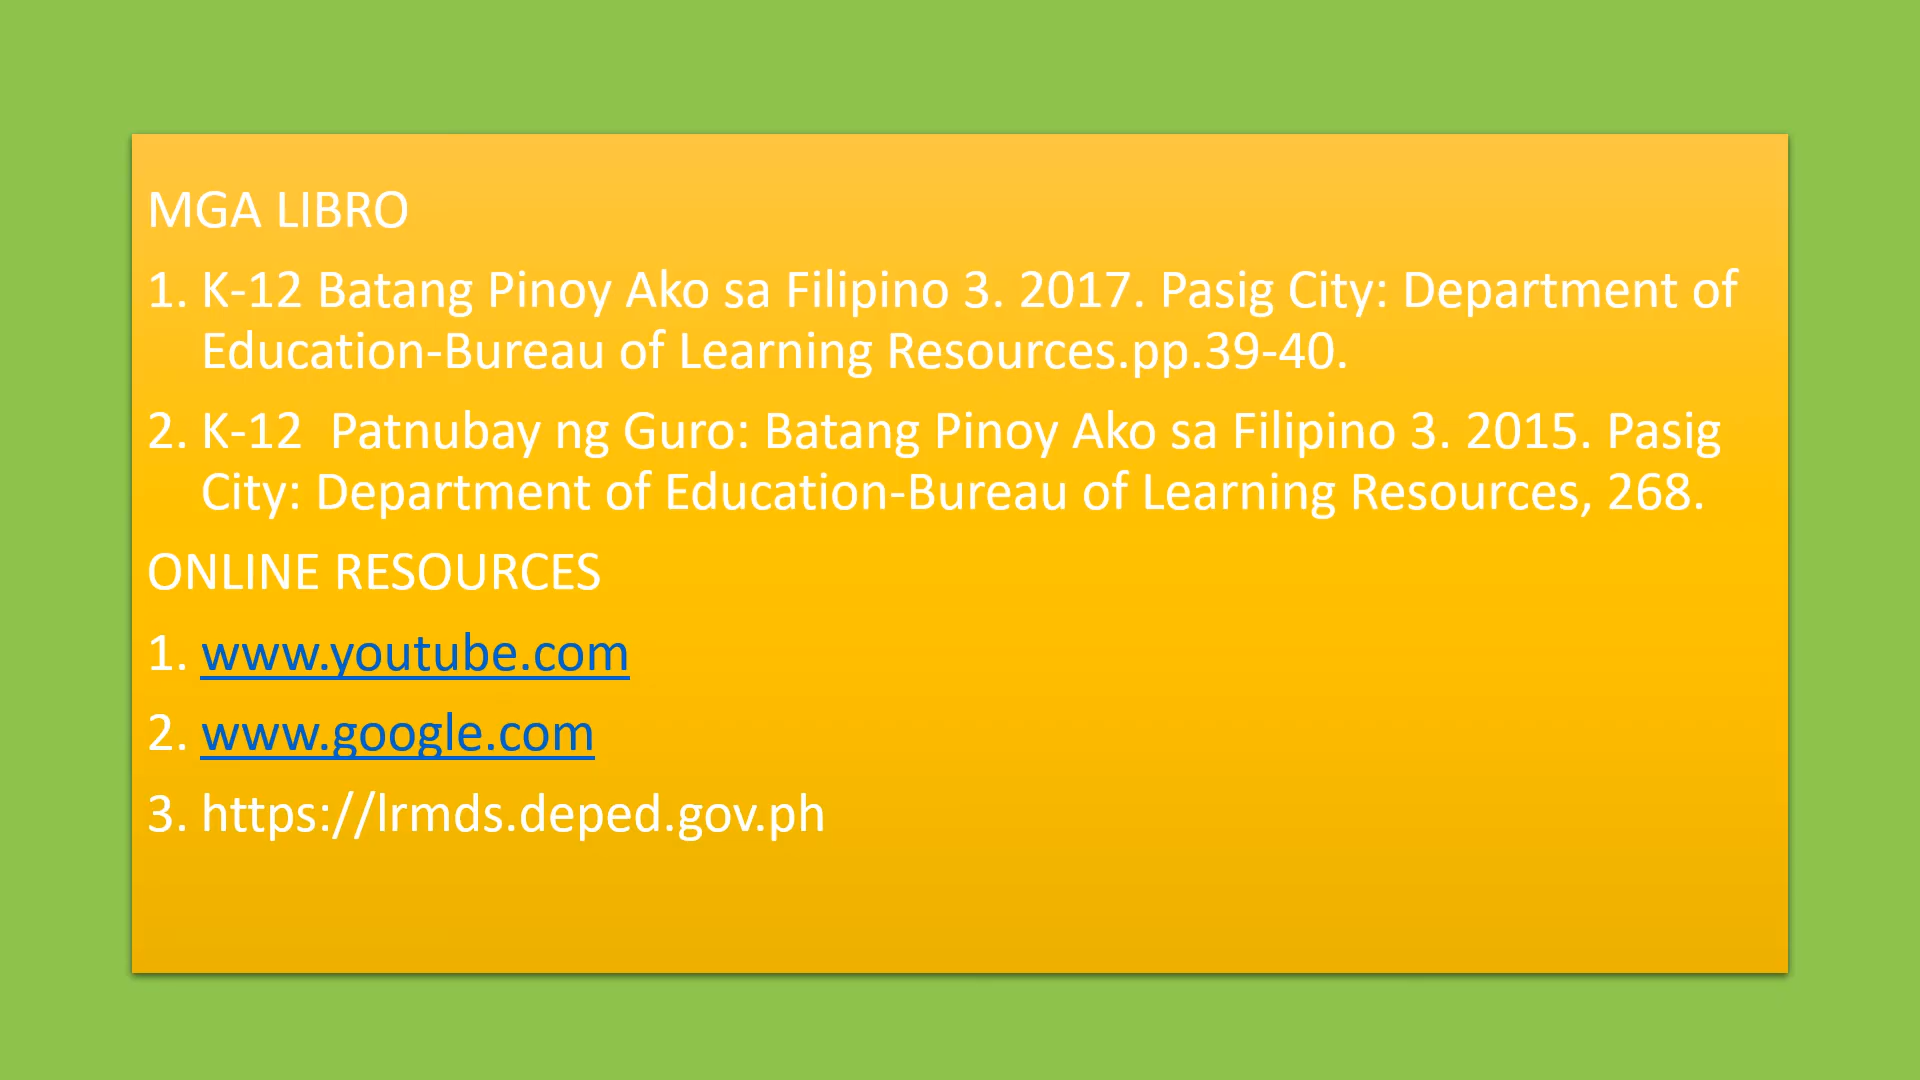 MGA LIBRO
1. K-12 Batang Pinoy Ako sa Filipino 3. 2017. Pasig City: Department of
Education-Bureau of Learning Resources.pp.39-40.
2. K-12  Patnubay ng Guro: Batang Pinoy Ako sa Filipino 3. 2015. Pasig
City: Department of Education-Bureau of Learning Resources, 268.
ONLINE RESOURCES
1. www.youtube.com
2. www.google.com
3. https://lrmds.deped.gov.ph